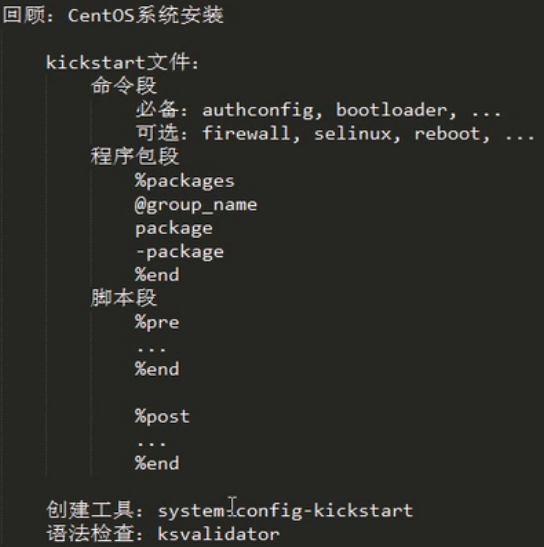 回顾：CentOS系统安装
kickstart文件：
命令段
必备：authconfig, bootloader, ...
可选：firewall, selinux, reboot, ...
程序包段
%packages
@group_name
package
-package
%end
脚本段
%pre
...
%end
%post
...
%end
创建工具：system-config-kickstart
语法检查：ksvalidator